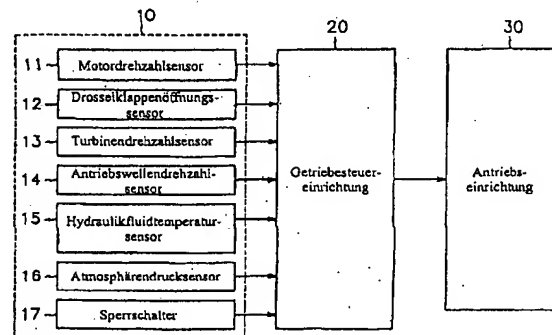 10
20
30
11
Motordrehzahlsensor
12
Drosselklappenöffnungs-
sensor
13
Turbinendrehzahlsensor
14
Antriebswellendrehzahl-
sensor
15
Hydraulikfluidtemperatur-
sensor
16
Atmosphärendrucksensor
17
Sperrschalter
Getriebesteuer-
einrichtung
Antriebs-
einrichtung